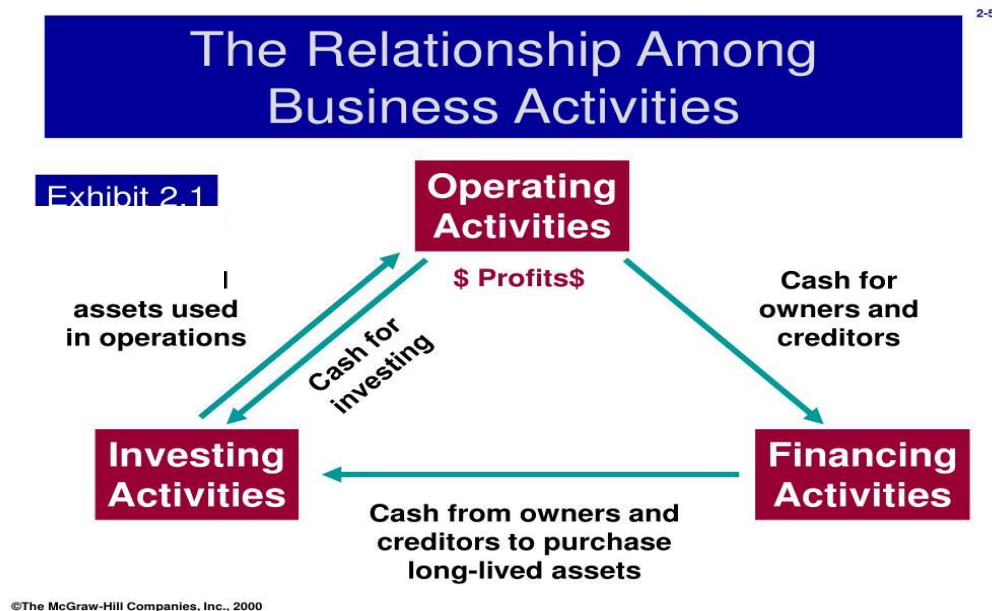 2-5
The Relationship Among
Business Activities
Exhibit 2.1
Operating
Activities
$ Profits$
assets used
in operations
Cash for
investing
Cash for
owners and
creditors
Investing
Activities
Financing
Activities
Cash from owners and
creditors to purchase
long-lived assets
©The McGraw-Hill Companies, Inc., 2000